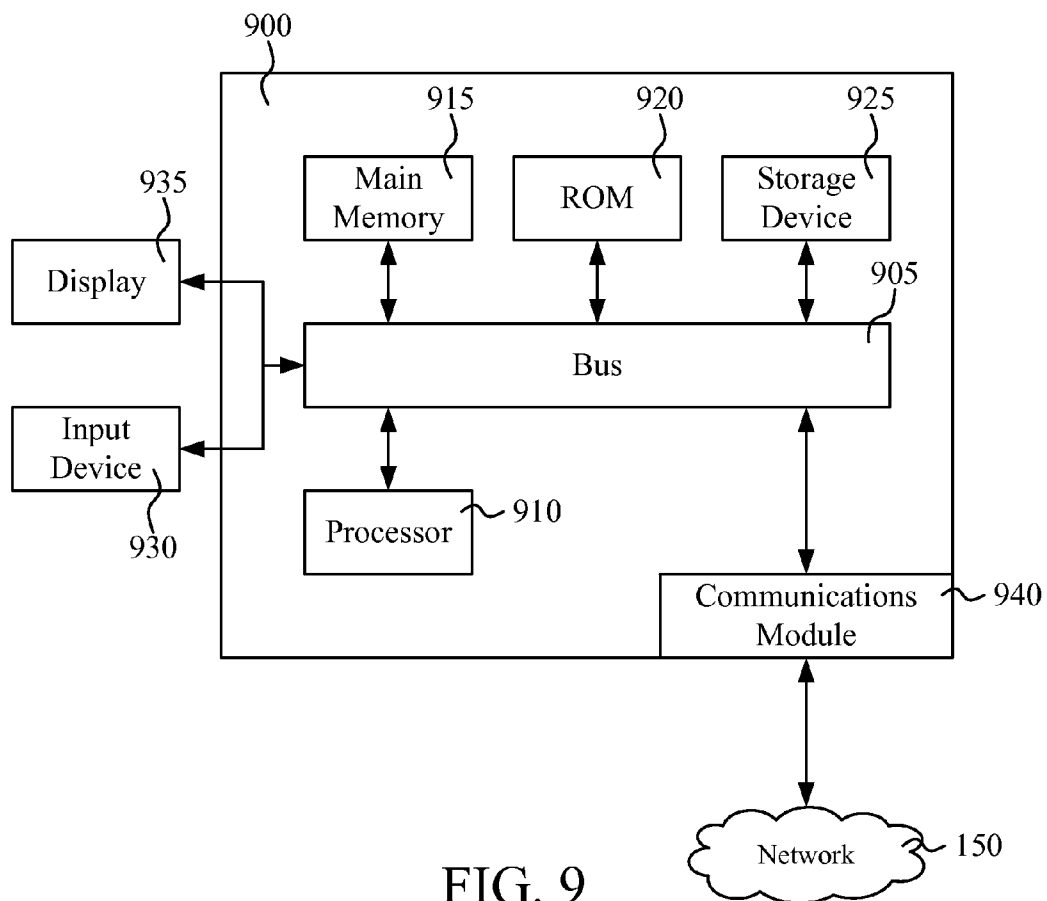 900
915
920
925
935
Main
Memory
ROM
Storage
Device
905
Display
Bus
Input
Device
930
Processor
910
Communications
Module
940
Network
150
FIG. 9